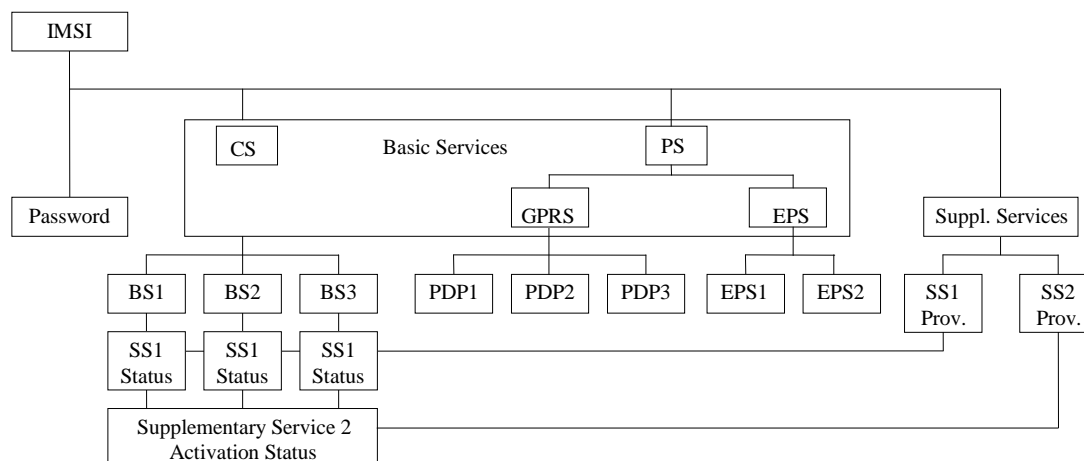 IMSI
CS
Basic Services
PS
Password
GPRS
EPS
Suppl. Services
BS1
BS2
BS3
PDP1
PDP2
PDP3
EPS1
EPS2
SS1
Prov.
SS2
Prov.
SS1
Status
SS1
Status
SS1
Status
Supplementary Service 2
Activation Status